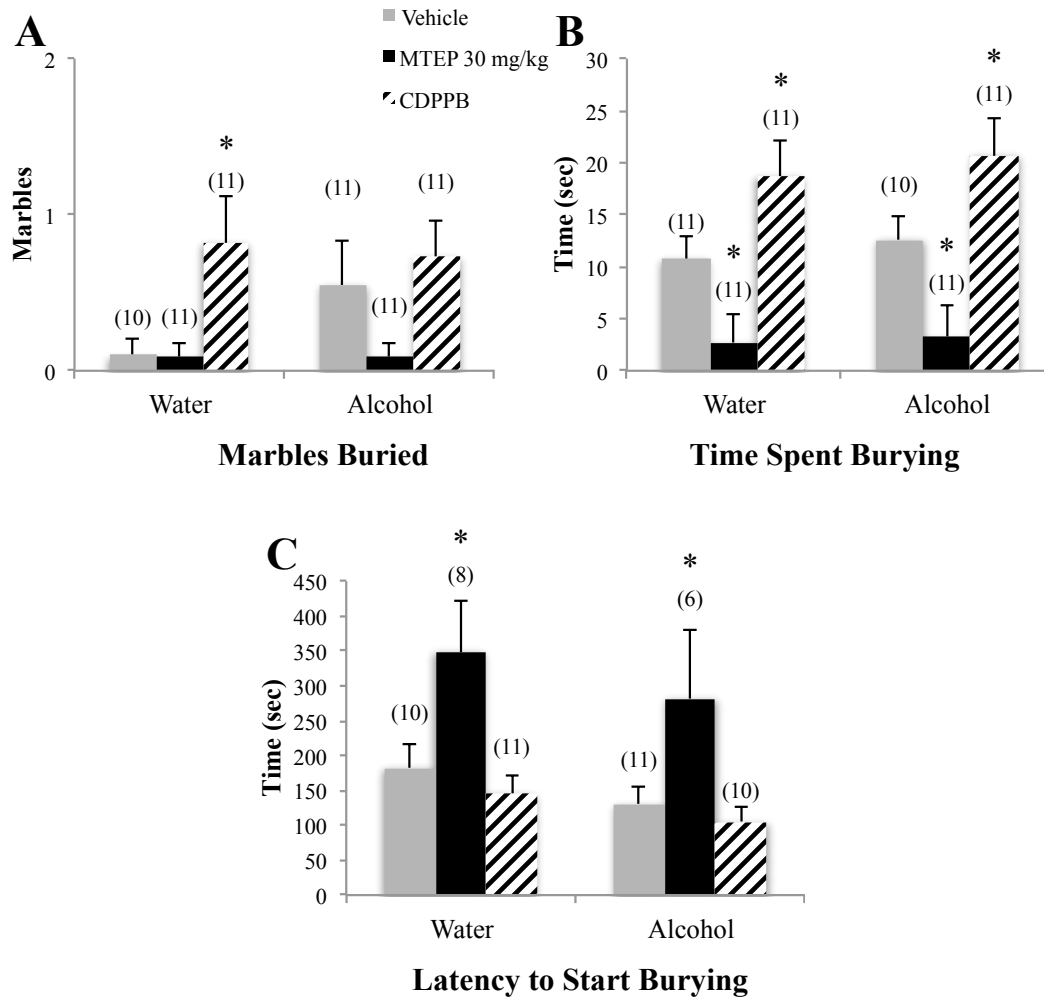 A
Vehicle
MTEP 30 mg/kg
CDPPB
2
1
0
Marbles
(10)
(11)
*
(11)
(11)
(11)
(11)
Water
Alcohol
Marbles Buried
B
30
25
20
15
10
5
0
Time (sec)
(11)
*
(11)
*
(11)
(10)
*
(11)
*
(11)
Water
Alcohol
Time Spent Burying
C
450
400
350
300
250
200
150
100
50
0
Time (sec)
(10)
*
(8)
(11)
(11)
*
(6)
(10)
Water
Alcohol
Latency to Start Burying